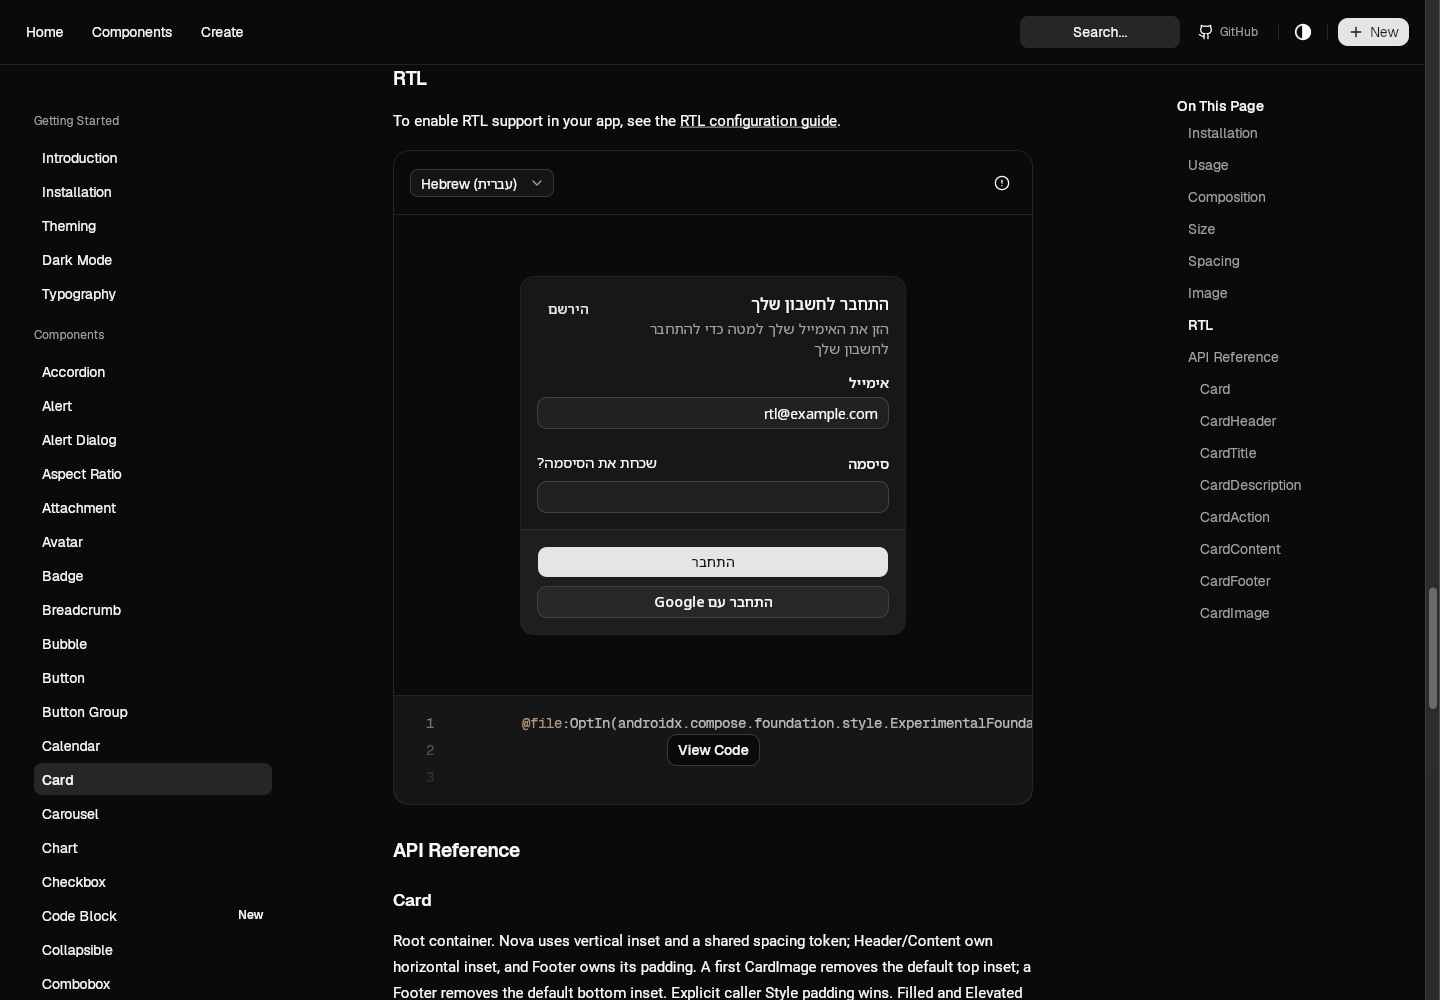 Home
Components
Create
Search...
GitHub
New
Getting Started
Introduction
Installation
Theming
Dark Mode
Typography
Components
Accordion
Alert
Alert Dialog
Aspect Ratio
Attachment
Avatar
Badge
Breadcrumb
Bubble
Button
Button Group
Calendar
Card
Carousel
Chart
Checkbox
Code Block
New
Collapsible
Combobox
RTL
To enable RTL support in your app, see the RTL configuration guide.
Hebrew (עברית)
התחבר לחשבון שלך
הירשם
הזן את האימייל שלך למטה כדי להתחבר
לחשבון שלך
אימייל
rtl@example.com
סיסמה
שכחת את הסיסמה?
התחבר
התחבר עם Google
1
@file:OptIn(androidx.compose.foundation.style.ExperimentalFounda
2
View Code
3
API Reference
Card
Root container. Nova uses vertical inset and a shared spacing token; Header/Content own
horizontal inset, and Footer owns its padding. A first CardImage removes the default top inset; a
Footer removes the default bottom inset. Explicit caller Style padding wins. Filled and Elevated
On This Page
Installation
Usage
Composition
Size
Spacing
Image
RTL
API Reference
Card
CardHeader
CardTitle
CardDescription
CardAction
CardContent
CardFooter
CardImage